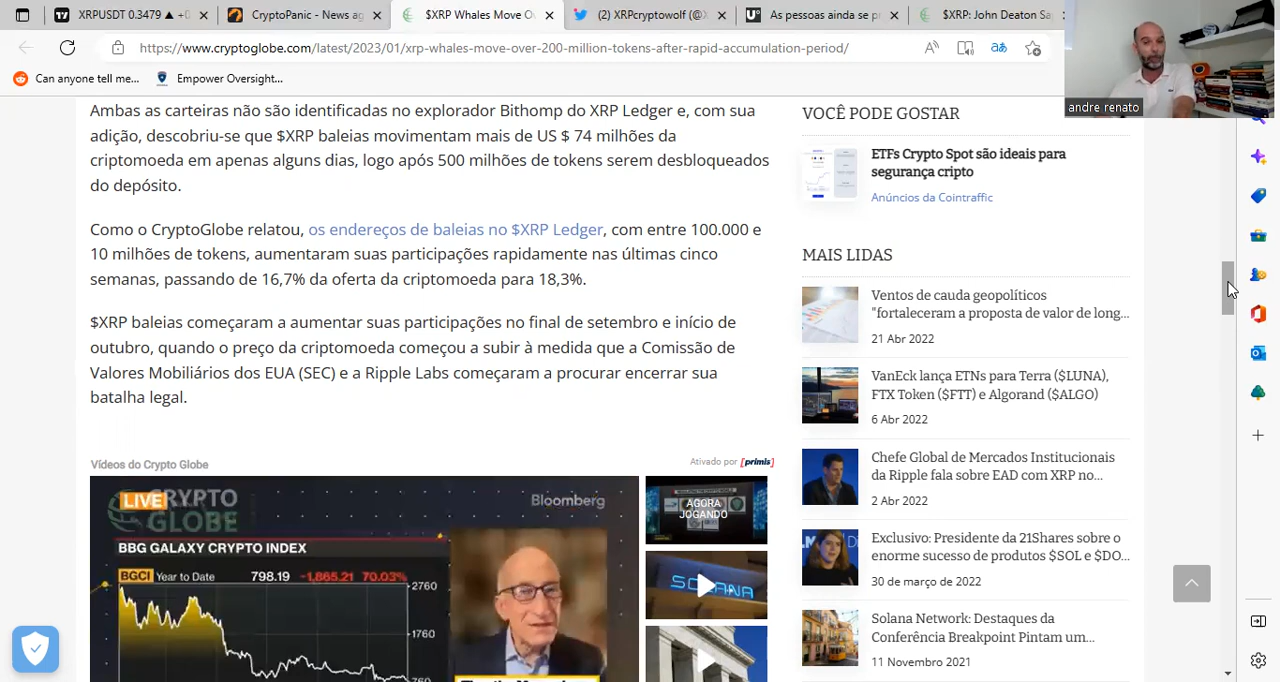 XRPUSDT 0.3479 ▲ +0
CryptoPanic - News ag
$XRP Whales Move Ov
(2) XRPcryptowolf (@X
As pessoas ainda se p
$XRP: John Deaton Sa
https://www.cryptoglobe.com/latest/2023/01/xrp-whales-move-over-200-million-tokens-after-rapid-accumulation-period/
Can anyone tell me...
Empower Oversight...
andre renato
Ambas as carteiras não são identificadas no explorador Bithomp do XRP Ledger e, com sua
adição, descobriu-se que $XRP baleias movimentam mais de US $ 74 milhões da
criptomoeda em apenas alguns dias, logo após 500 milhões de tokens serem desbloqueados
do depósito.
Como o CryptoGlobe relatou, os endereços de baleias no $XRP Ledger, com entre 100.000 e
10 milhões de tokens, aumentaram suas participações rapidamente nas últimas cinco
semanas, passando de 16,7% da oferta da criptomoeda para 18,3%.
$XRP baleias começaram a aumentar suas participações no final de setembro e início de
outubro, quando o preço da criptomoeda começou a subir à medida que a Comissão de
Valores Mobiliários dos EUA (SEC) e a Ripple Labs começaram a procurar encerrar sua
batalha legal.
Vídeos do Crypto Globe
Ativado por [primis]
LIVE
CRYPTO
GLOBE
Bloomberg
BBG GALAXY CRYPTO INDEX
BGCI Year to Date 798.19 -1,865.21 70.03%
2760
1760
AGORA
JOGANDO
SOLANA
VOCÊ PODE GOSTAR
ETFs Crypto Spot são ideais para
segurança cripto
Anúncios da Cointraffic
MAIS LIDAS
Ventos de cauda geopolíticos
"fortaleceram a proposta de valor de long...
21 Abr 2022
VanEck lança ETNs para Terra ($LUNA),
FTX Token ($FTT) e Algorand ($ALGO)
6 Abr 2022
Chefe Global de Mercados Institucionais
da Ripple fala sobre EAD com XRP no...
2 Abr 2022
Exclusivo: Presidente da 21Shares sobre o
enorme sucesso de produtos $SOL e $DO...
30 de março de 2022
Solana Network: Destaques da
Conferência Breakpoint Pintam um...
11 Novembro 2021